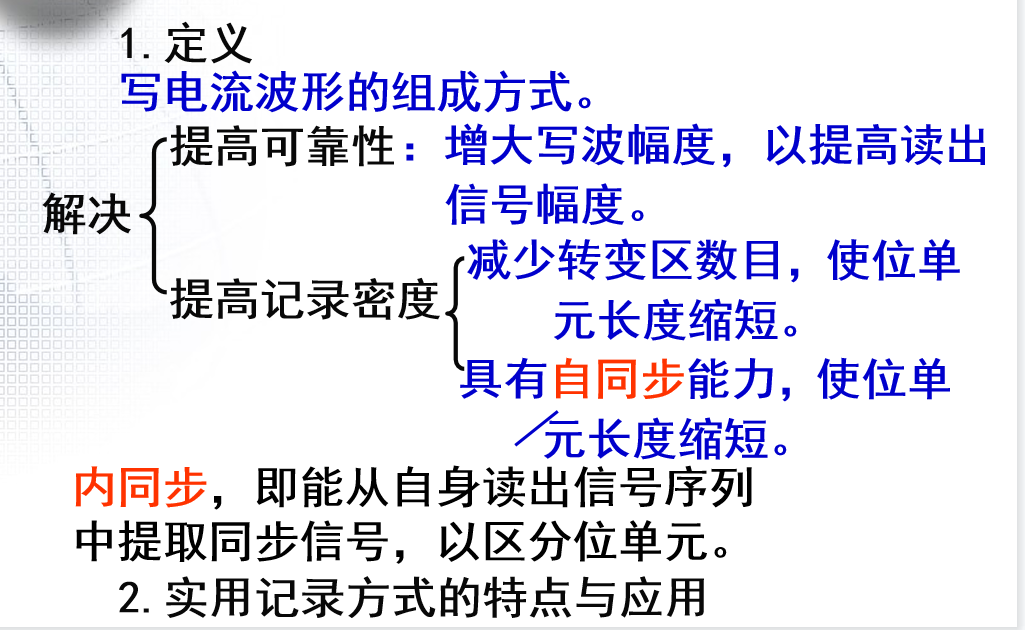 1. 定义
写电流波形的组成方式。
提高可靠性：增大写波幅度，以提高读出
信号幅度。
解决
提高记录密度
减少转变区数目，使位单
元长度缩短。
具有自同步能力，使位单
元长度缩短。
内同步，即能从自身读出信号序列
中提取同步信号，以区分位单元。
2. 实用记录方式的特点与应用